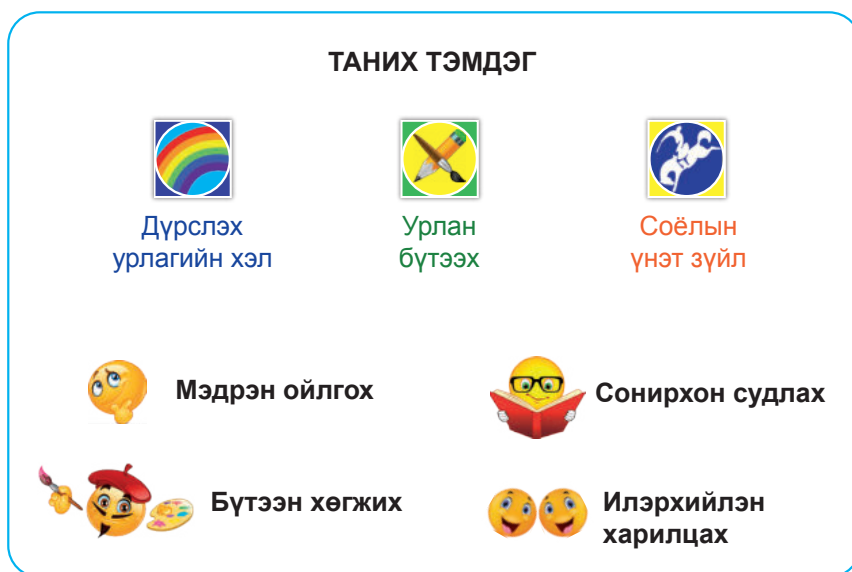 ТАНИХ ТЭМДЭГ
Дүрслэх
урлагийн хэл
Урлан
бүтээх
Соёлын
үнэт зүйл
Мэдрэн ойлгох
Сонирхон судлах
Бүтээн хөгжих
Илэрхийлэн
харилцах